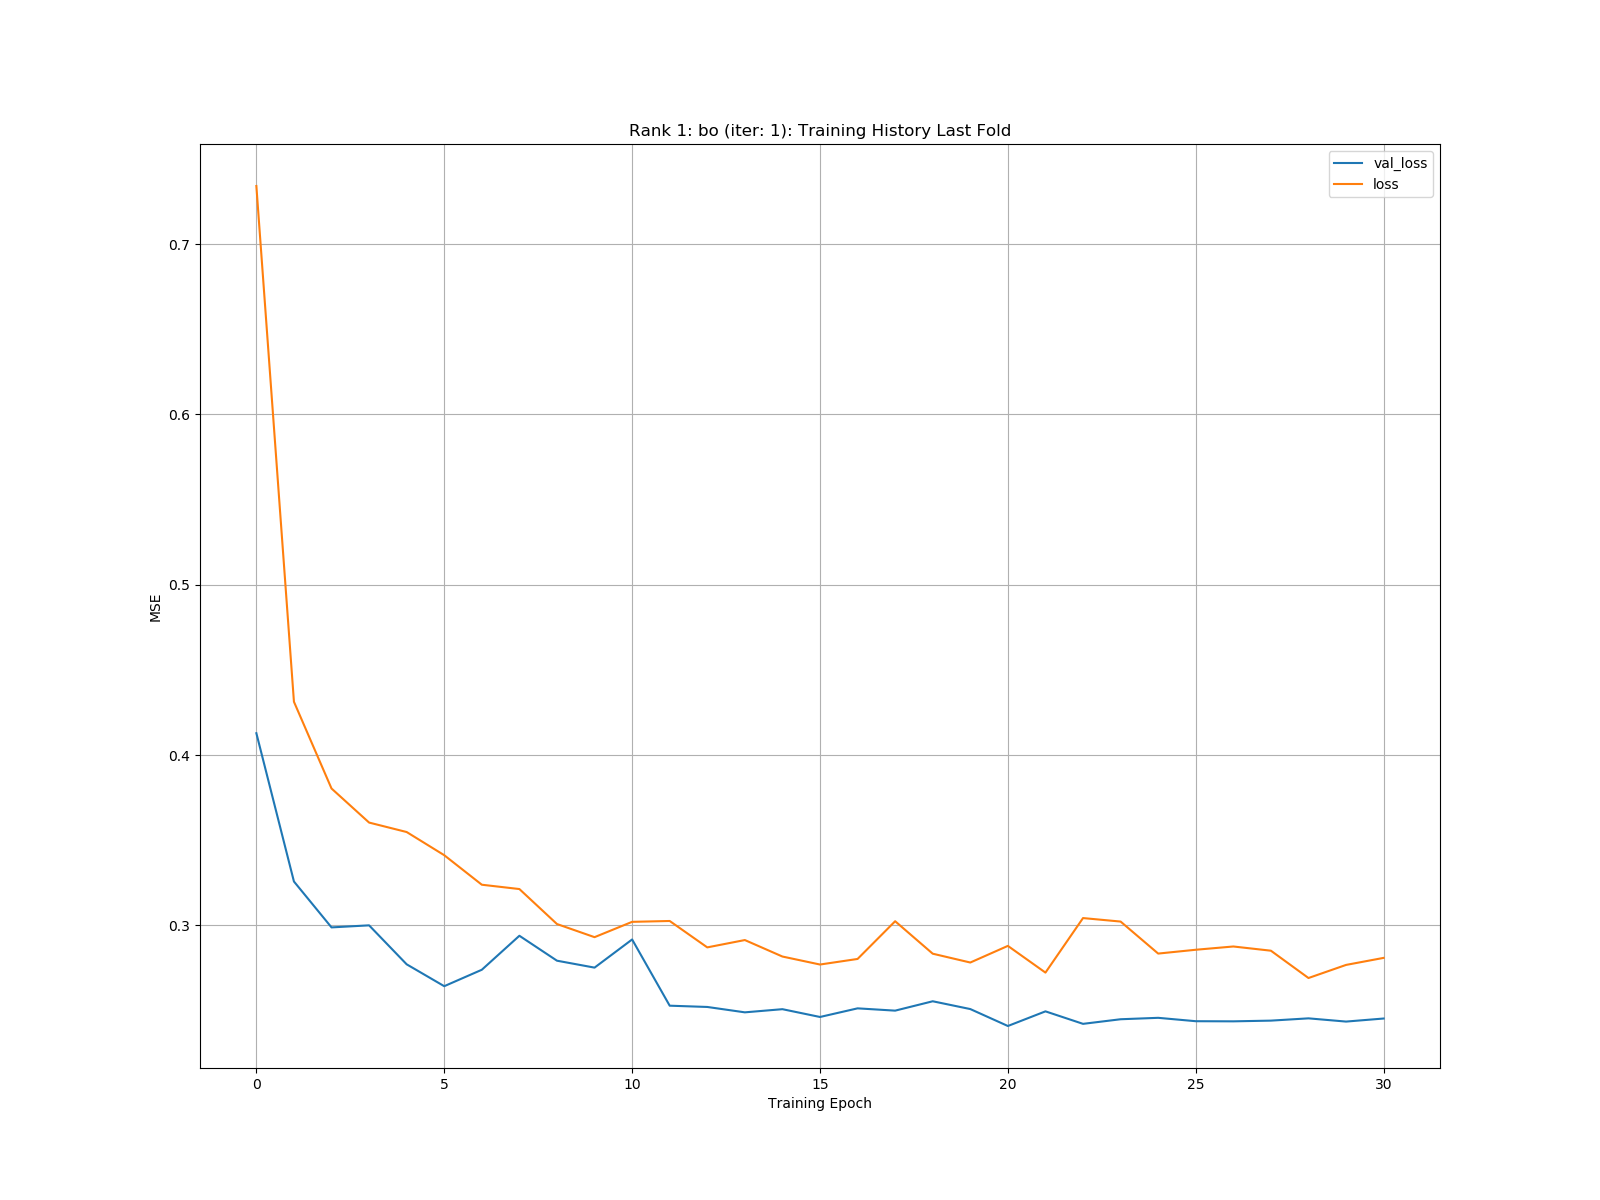 Rank 1: bo (iter: 1): Training History Last Fold
val_loss
loss
0.7
0.6
0.5
0.4
0.3
MSE
0 5 10 15 20 25 30
Training Epoch